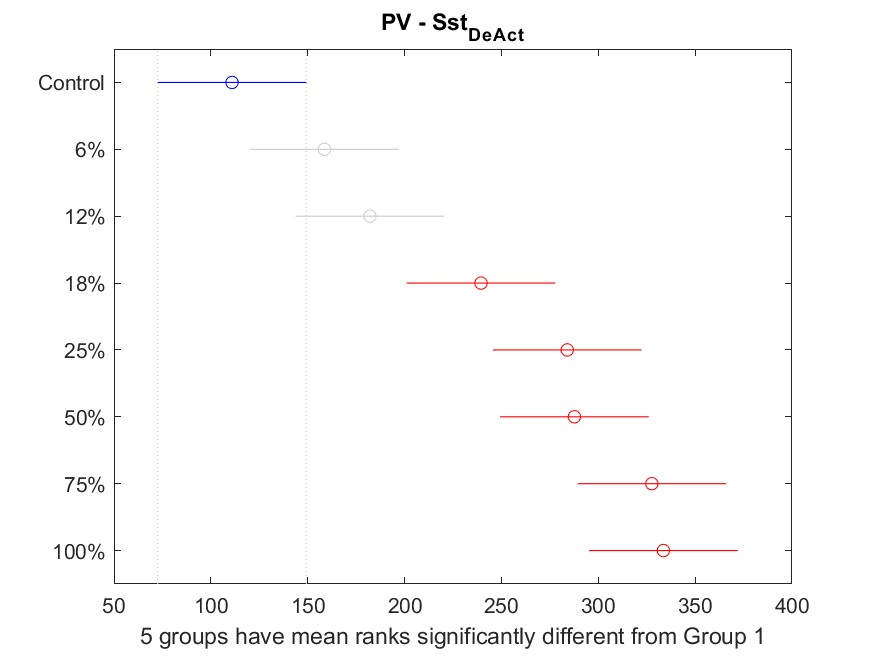 PV - Sst_DeAct
Control
6%
12%
18%
25%
50%
75%
100%
50 100 150 200 250 300 350 400
5 groups have mean ranks significantly different from Group 1